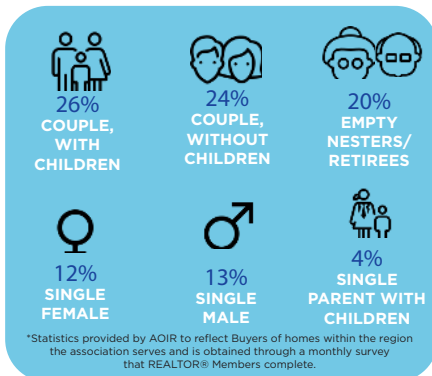 26%
COUPLE,
WITH
CHILDREN
24%
COUPLE,
WITHOUT
CHILDREN
20%
EMPTY
NESTERS/
RETIREES
12%
SINGLE
FEMALE
13%
SINGLE
MALE
4%
SINGLE
PARENT WITH
CHILDREN
*Statistics provided by AOIR to reflect Buyers of homes within the region
the association serves and is obtained through a monthly survey
that REALTOR® Members complete.